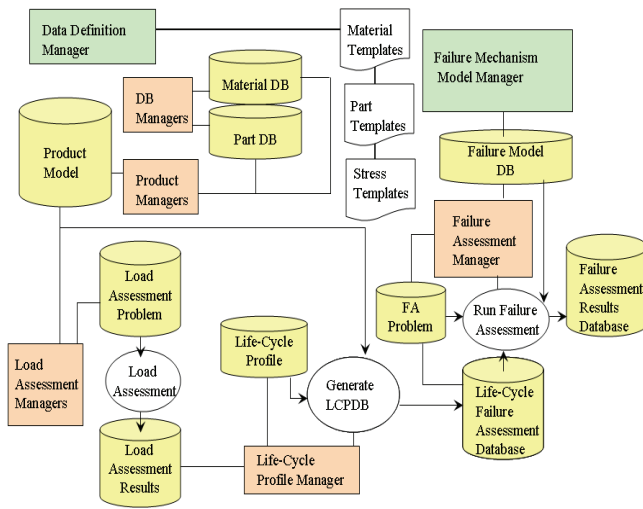 Data Definition
Manager
Material
Templates
Failure Mechanism
Model Manager
Material DB
DB
Managers
Part DB
Part
Templates
Product
Model
Product
Managers
Stress
Templates
Failure Model
DB
Failure
Assessment
Manager
Load
Assessment
Problem
Failure
Assessment
Results
Database
FA
Problem
Run Failure
Assessment
Life-Cycle
Profile
Load
Assessment
Managers
Load
Assessment
Generate
LCPDB
Life-Cycle
Failure
Assessment
Database
Load
Assessment
Results
Life-Cycle
Profile Manager